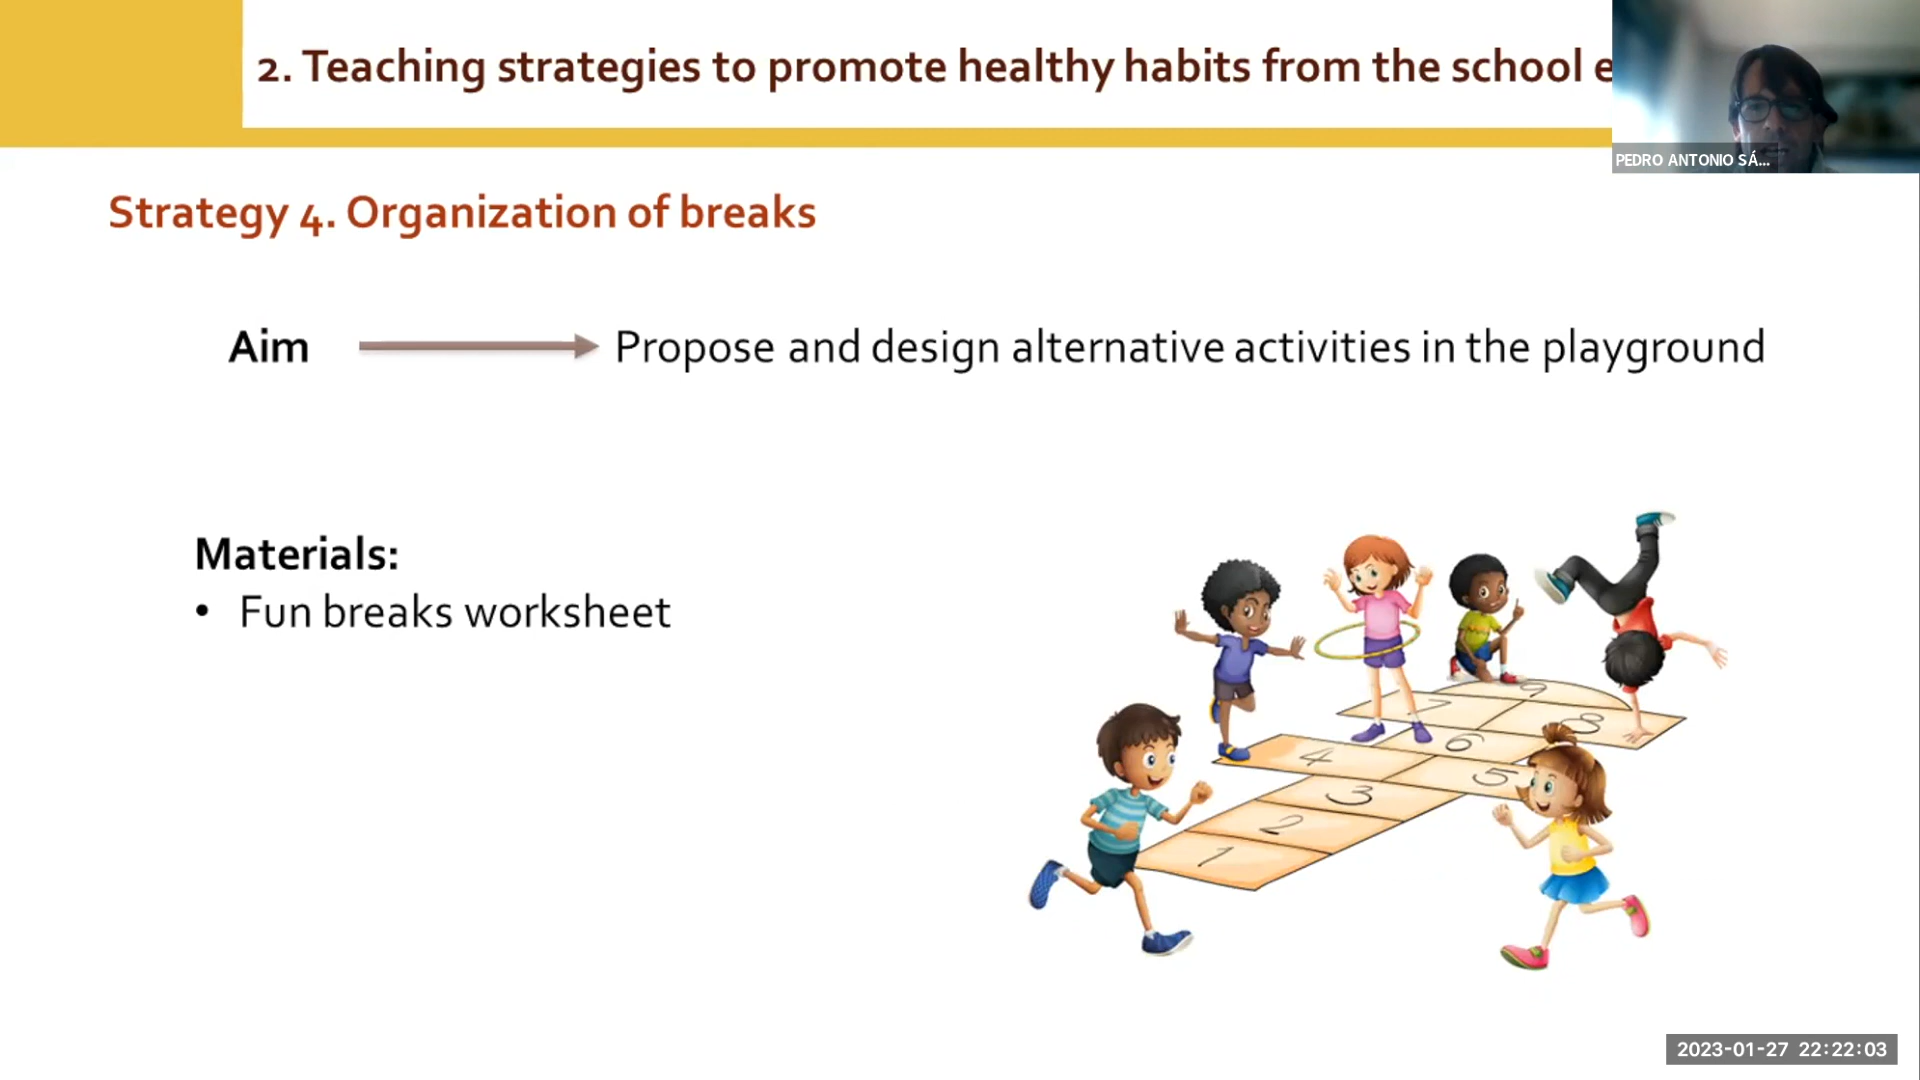 2. Teaching strategies to promote healthy habits from the school e
PEDRO ANTONIO SÁ...
Strategy 4. Organization of breaks
Aim
Propose and design alternative activities in the playground
Materials:
• Fun breaks worksheet
9
7
8
6
4
5
3
2
1
2023-01-27 22:22:03